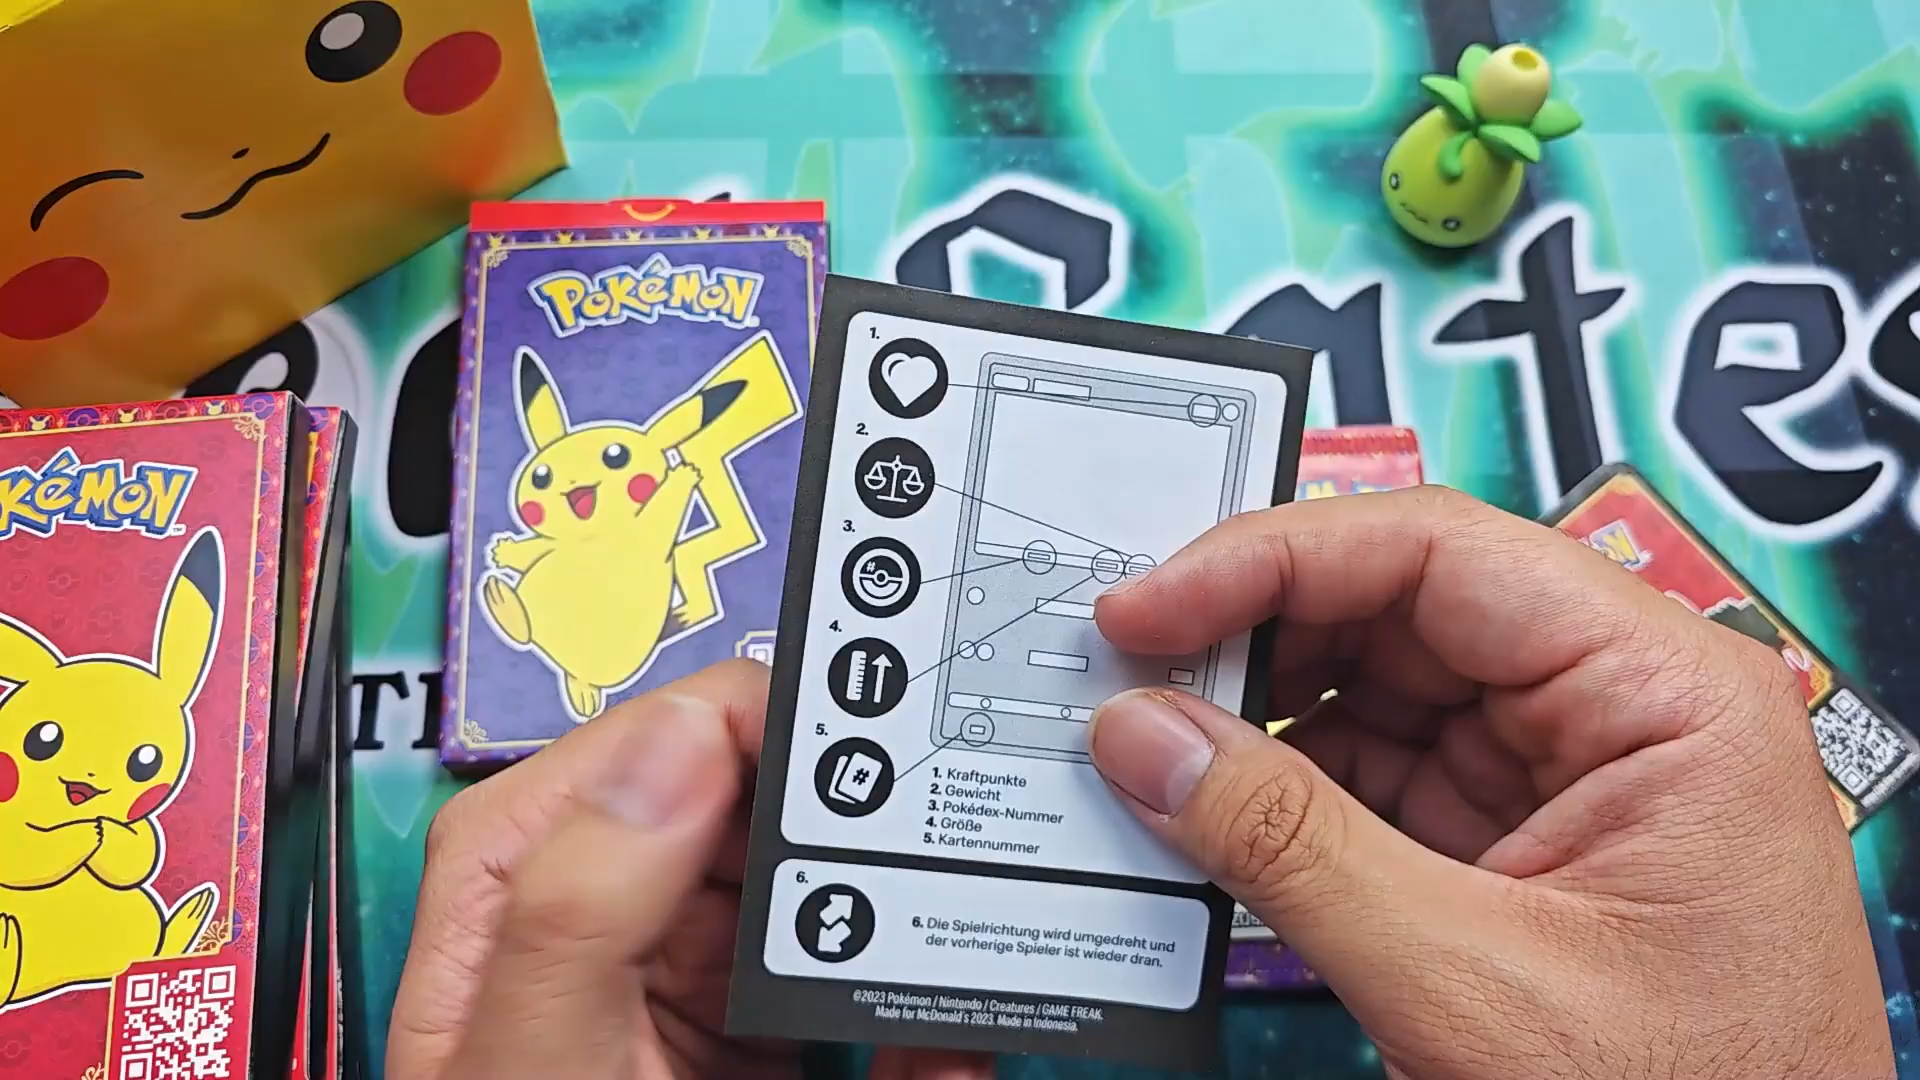 POKéMON
KéMON
1.
2.
3.
#
4.
5.
#
1. Kraftpunkte
2. Gewicht
3. Pokédex-Nummer
4. Größe
5. Kartennummer
6.
6. Die Spielrichtung wird umgedreht und
der vorherige Spieler ist wieder dran.
©2023 Pokémon / Nintendo / Creatures / GAME FREAK.
Made for McDonald's 2023. Made in Indonesia.